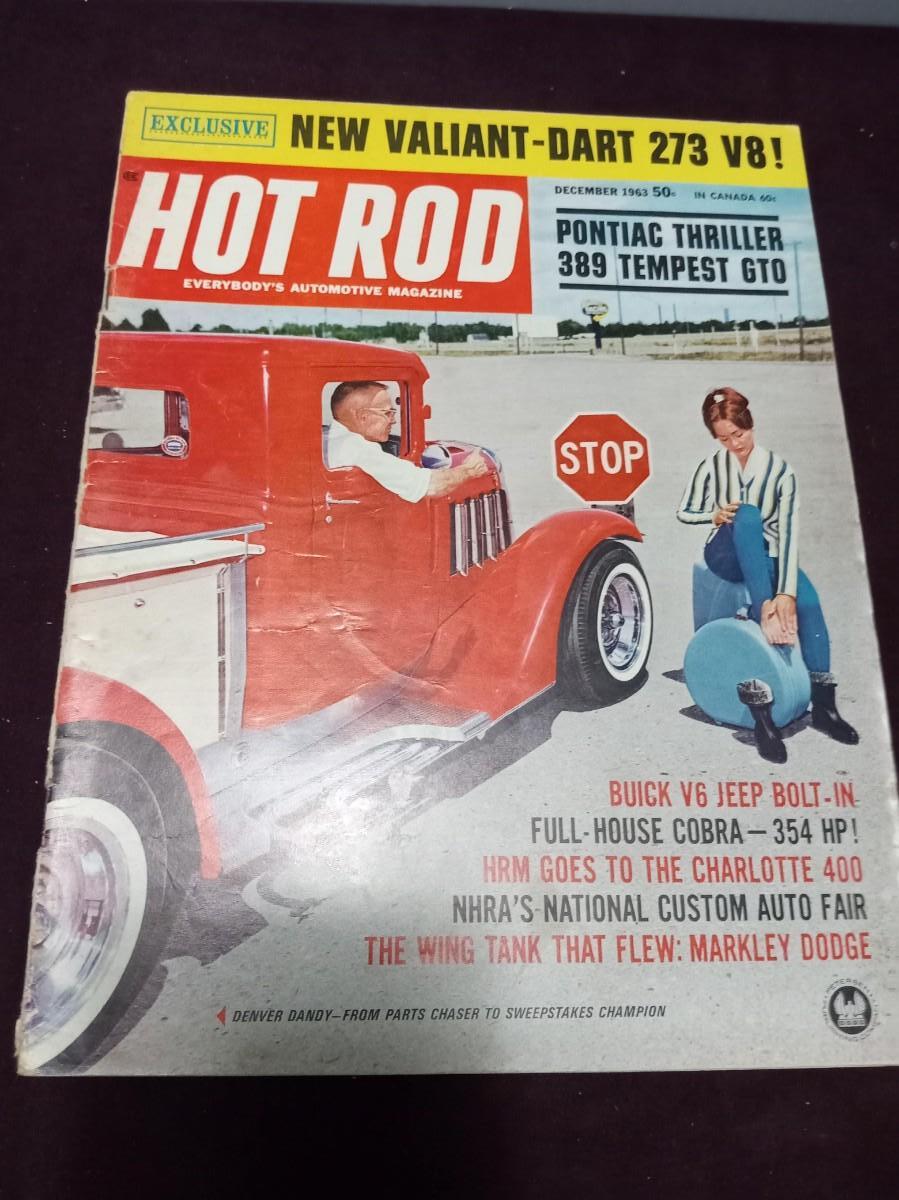 EXCLUSIVE NEW VALIANT-DART 273 V8!
HOT ROD
EVERYBODY'S AUTOMOTIVE MAGAZINE
DECEMBER 1963 50¢ IN CANADA 60¢
PONTIAC THRILLER
389 TEMPEST GTO
STOP
BUICK V6 JEEP BOLT-IN
FULL-HOUSE COBRA—354 HP!
HRM GOES TO THE CHARLOTTE 400
NHRA'S NATIONAL CUSTOM AUTO FAIR
THE WING TANK THAT FLEW: MARKLEY DODGE
DENVER DANDY—FROM PARTS CHASER TO SWEEPSTAKES CHAMPION